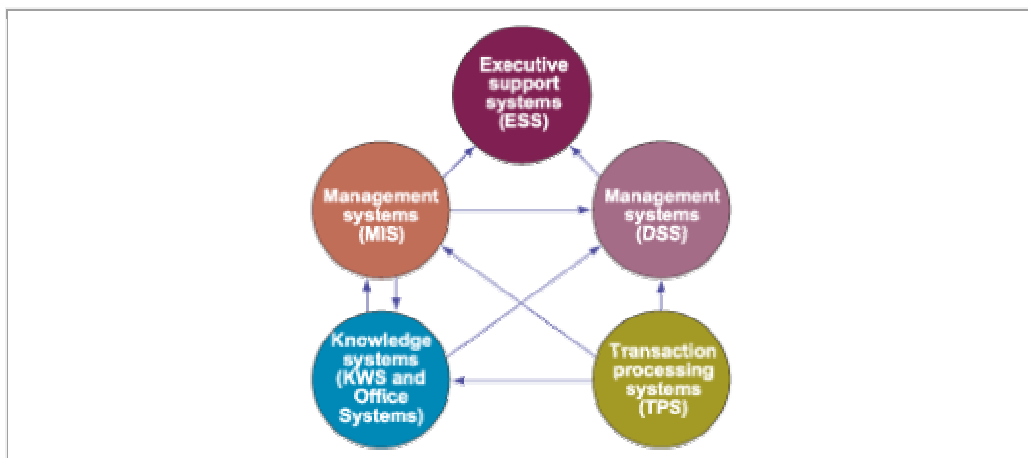 Executive
support
systems
(ESS)
Management
systems
(MIS)
Management
systems
(DSS)
Knowledge
systems
(KWS and
Office
Systems)
Transaction
processing
systems
(TPS)